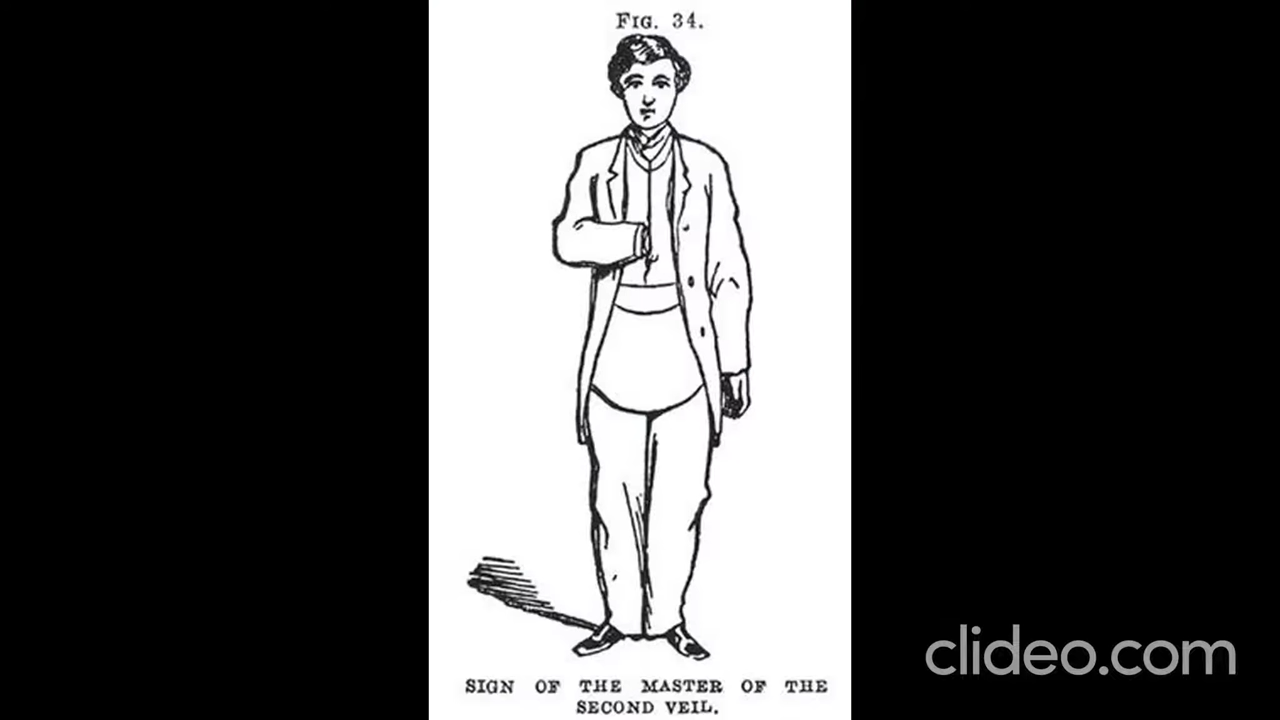 FIG. 34.
SIGN OF THE MASTER OF THE
SECOND VEIL.
clideo.com